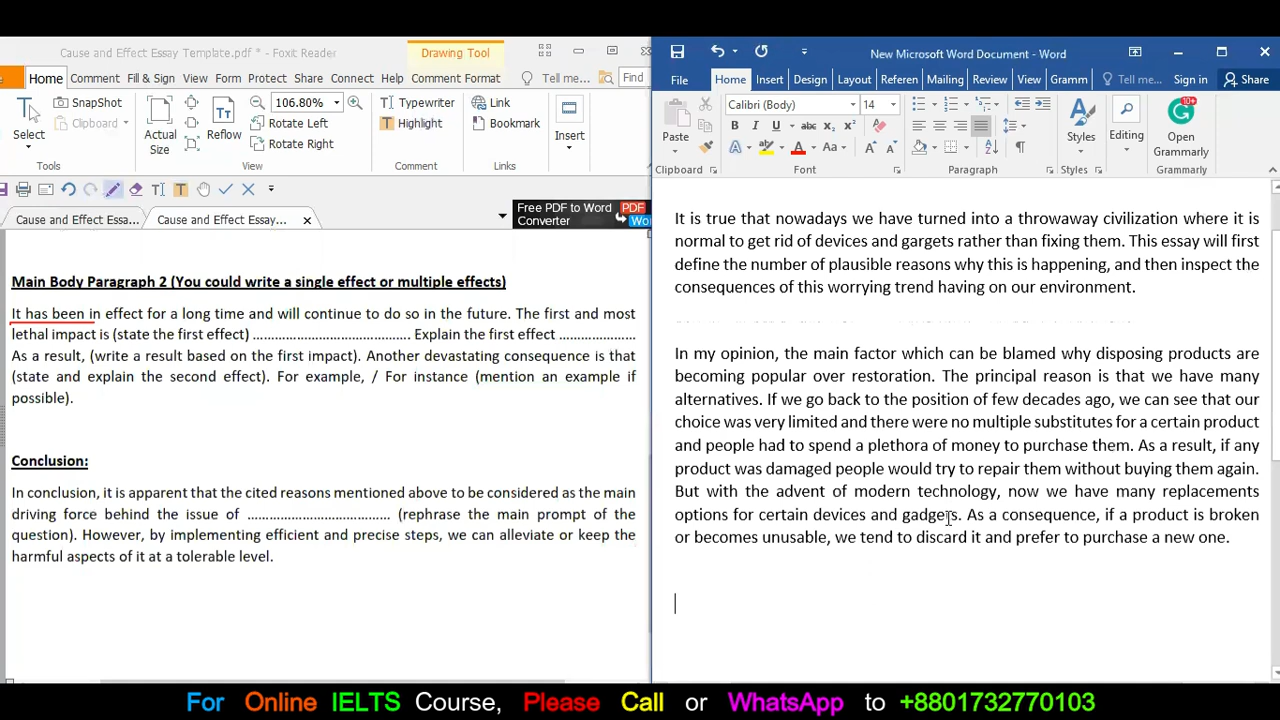 Cause and Effect Essay Template.pdf * - Foxit Reader
Drawing Tool
Home Comment Fill & Sign View Form Protect Share Connect Help Comment Format Tell me... Find
Select
SnapShot
Clipboard
Actual Size
Reflow
106.80%
Rotate Left
Rotate Right
Typewriter
Highlight
Link
Bookmark
Insert
Tools View Comment Links
Cause and Effect Essa... Cause and Effect Essay...
Free PDF to Word Converter PDF
Main Body Paragraph 2 (You could write a single effect or multiple effects)
It has been in effect for a long time and will continue to do so in the future. The first and most
lethal impact is (state the first effect) ........................................ Explain the first effect ....................
As a result, (write a result based on the first impact). Another devastating consequence is that
(state and explain the second effect). For example, / For instance (mention an example if
possible).
Conclusion:
In conclusion, it is apparent that the cited reasons mentioned above to be considered as the main
driving force behind the issue of .................................... (rephrase the main prompt of the
question). However, by implementing efficient and precise steps, we can alleviate or keep the
harmful aspects of it at a tolerable level.
New Microsoft Word Document - Word
File Home Insert Design Layout Referen Mailing Review View Gramm Tell me... Sign in Share
Paste
Calibri (Body) 14
B I U abc x₂ x²
Aa
Styles
Editing
Open Grammarly
Clipboard Font Paragraph Styles Grammarly
It is true that nowadays we have turned into a throwaway civilization where it is
normal to get rid of devices and gargets rather than fixing them. This essay will first
define the number of plausible reasons why this is happening, and then inspect the
consequences of this worrying trend having on our environment.
In my opinion, the main factor which can be blamed why disposing products are
becoming popular over restoration. The principal reason is that we have many
alternatives. If we go back to the position of few decades ago, we can see that our
choice was very limited and there were no multiple substitutes for a certain product
and people had to spend a plethora of money to purchase them. As a result, if any
product was damaged people would try to repair them without buying them again.
But with the advent of modern technology, now we have many replacements
options for certain devices and gadgets. As a consequence, if a product is broken
or becomes unusable, we tend to discard it and prefer to purchase a new one.
For Online IELTS Course, Please Call or WhatsApp to +8801732770103